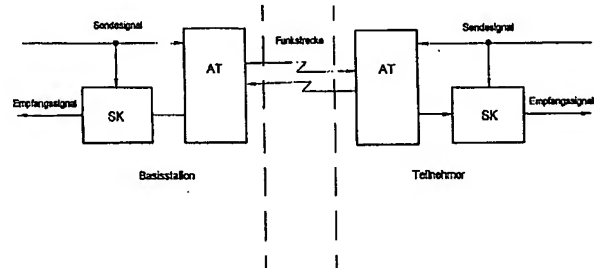 Sendesignal
Funkstrecke
Sendesignal
AT
AT
Empfangssignal
SK
SK
Empfangssignal
Basisstation
Teilnehmer